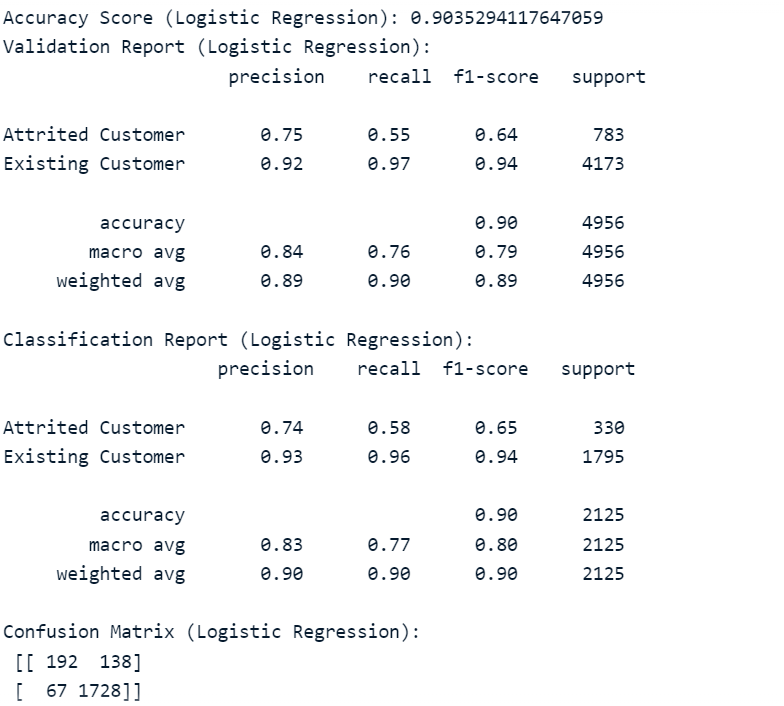 Accuracy Score (Logistic Regression): 0.9035294117647059
Validation Report (Logistic Regression):
precision recall f1-score support
Attrited Customer 0.75 0.55 0.64 783
Existing Customer 0.92 0.97 0.94 4173
accuracy 0.90 4956
macro avg 0.84 0.76 0.79 4956
weighted avg 0.89 0.90 0.89 4956
Classification Report (Logistic Regression):
precision recall f1-score support
Attrited Customer 0.74 0.58 0.65 330
Existing Customer 0.93 0.96 0.94 1795
accuracy 0.90 2125
macro avg 0.83 0.77 0.80 2125
weighted avg 0.90 0.90 0.90 2125
Confusion Matrix (Logistic Regression):
[[ 192 138]
[ 67 1728]]